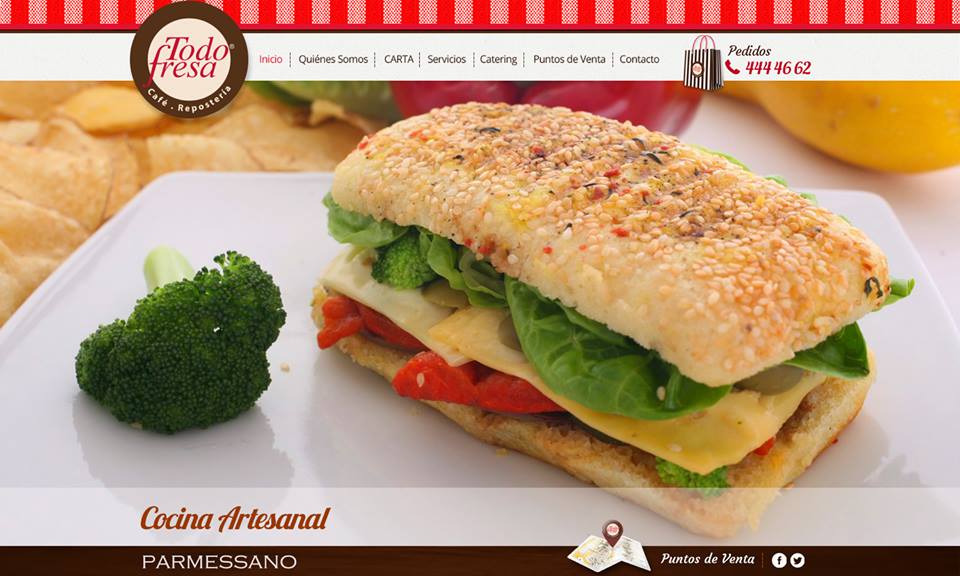 Todo
fresa®
Café . Repostería
Inicio
Quiénes Somos
CARTA
Servicios
Catering
Puntos de Venta
Contacto
Pedidos
444 46 62
Cocina Artesanal
PARMESSANO
Puntos de Venta